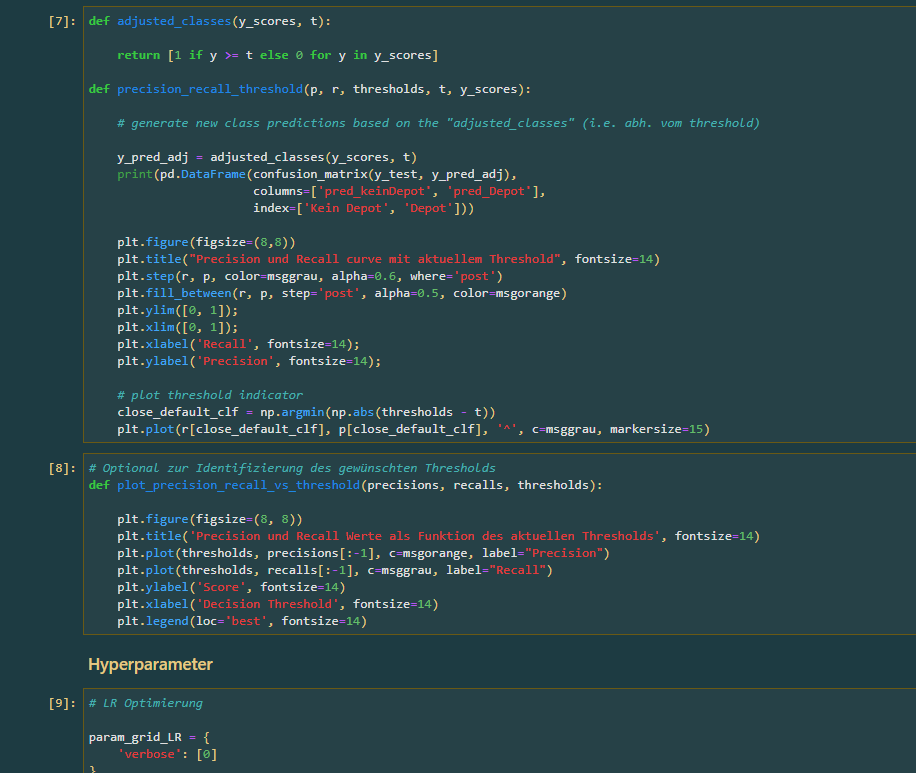 [7]: def adjusted_classes(y_scores, t):
return [1 if y >= t else 0 for y in y_scores]
def precision_recall_threshold(p, r, thresholds, t, y_scores):
# generate new class predictions based on the "adjusted_classes" (i.e. abh. vom threshold)
y_pred_adj = adjusted_classes(y_scores, t)
print(pd.DataFrame(confusion_matrix(y_test, y_pred_adj),
columns=['pred_keinDepot', 'pred_Depot'],
index=['Kein Depot', 'Depot']))
plt.figure(figsize=(8,8))
plt.title("Precision und Recall curve mit aktuellem Threshold", fontsize=14)
plt.step(r, p, color=msggrau, alpha=0.6, where='post')
plt.fill_between(r, p, step='post', alpha=0.5, color=msgorange)
plt.ylim([0, 1]);
plt.xlim([0, 1]);
plt.xlabel('Recall', fontsize=14);
plt.ylabel('Precision', fontsize=14);
# plot threshold indicator
close_default_clf = np.argmin(np.abs(thresholds - t))
plt.plot(r[close_default_clf], p[close_default_clf], '^', c=msggrau, markersize=15)
[8]: # Optional zur Identifizierung des gewünschten Thresholds
def plot_precision_recall_vs_threshold(precisions, recalls, thresholds):
plt.figure(figsize=(8, 8))
plt.title('Precision und Recall Werte als Funktion des aktuellen Thresholds', fontsize=14)
plt.plot(thresholds, precisions[:-1], c=msgorange, label="Precision")
plt.plot(thresholds, recalls[:-1], c=msggrau, label="Recall")
plt.ylabel('Score', fontsize=14)
plt.xlabel('Decision Threshold', fontsize=14)
plt.legend(loc='best', fontsize=14)
Hyperparameter
[9]: # LR Optimierung
param_grid_LR = {
'verbose': [0]
}